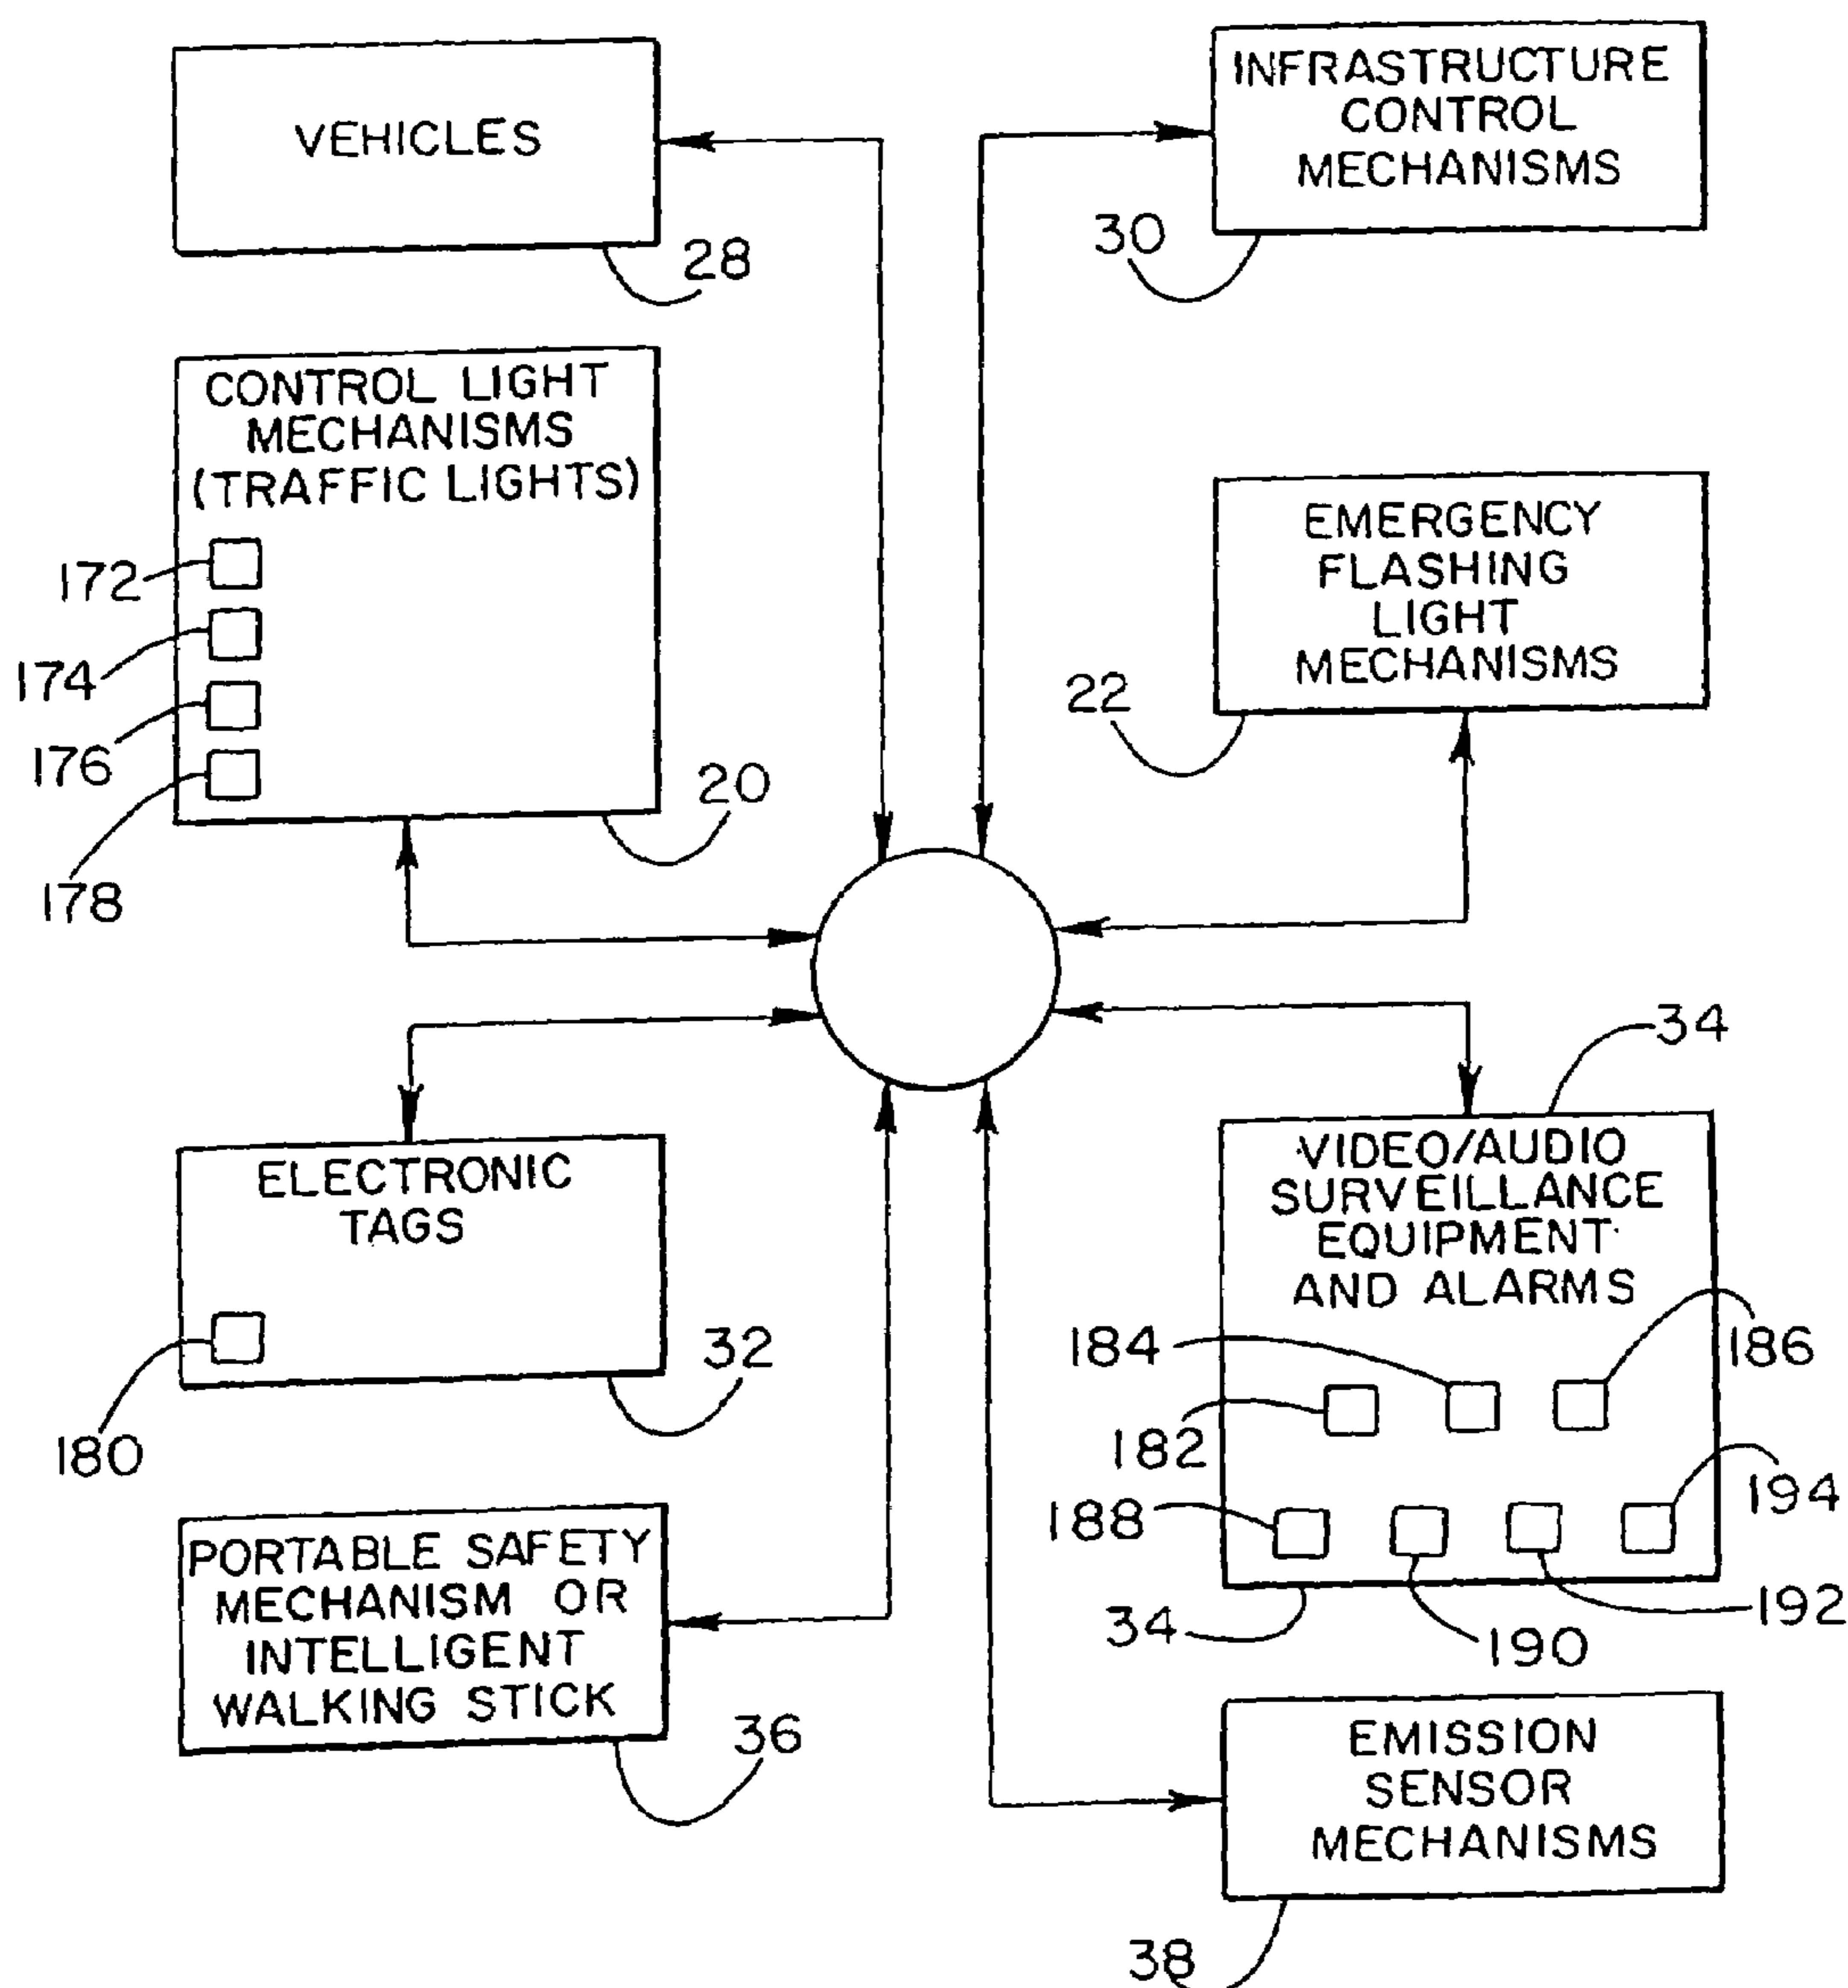 VEHICLES
28
INFRASTRUCTURE
CONTROL
MECHANISMS
30
CONTROL LIGHT
MECHANISMS
(TRAFFIC LIGHTS)
172
174
176
178
20
EMERGENCY
FLASHING
LIGHT
MECHANISMS
22
ELECTRONIC
TAGS
180
32
34
VIDEO/AUDIO
SURVEILLANCE
EQUIPMENT
AND ALARMS
184
186
182
188
194
192
34
190
PORTABLE SAFETY
MECHANISM OR
INTELLIGENT
WALKING STICK
36
EMISSION
SENSOR
MECHANISMS
38